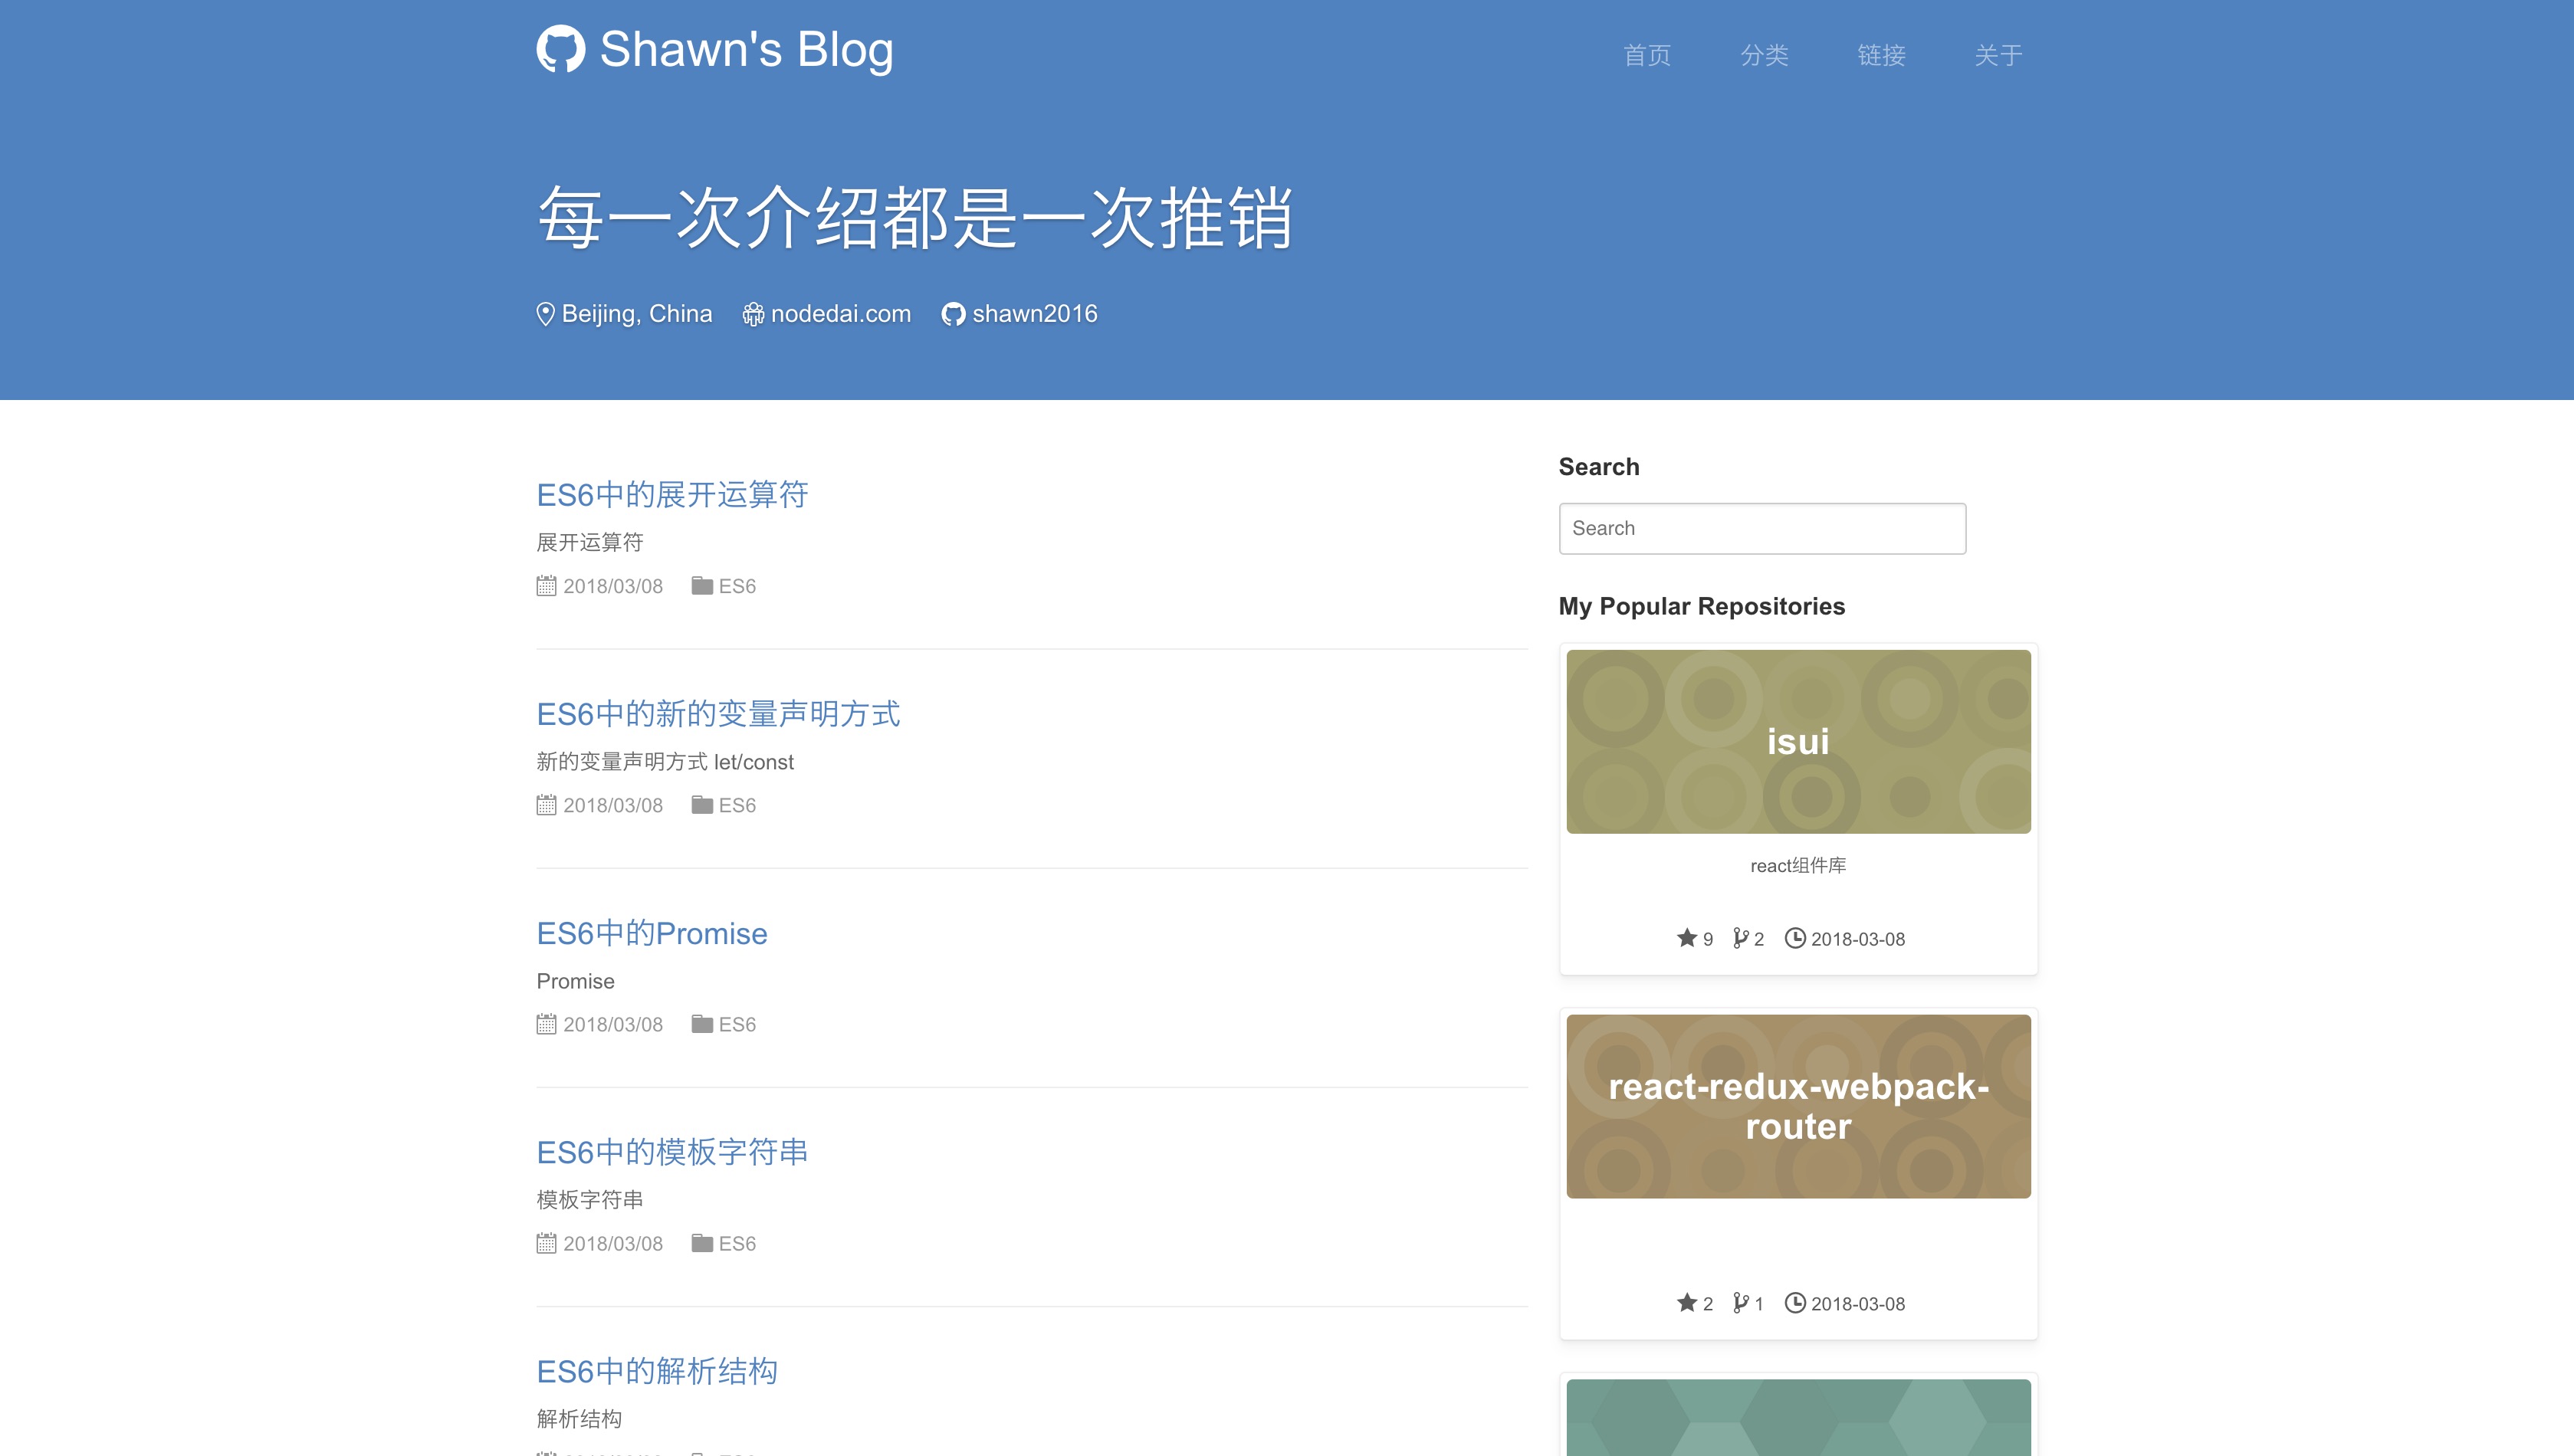 Shawn's Blog
首页 分类 链接 关于
每一次介绍都是一次推销
Beijing, China nodedai.com shawn2016
ES6中的展开运算符
展开运算符
2018/03/08 ES6
ES6中的新的变量声明方式
新的变量声明方式 let/const
2018/03/08 ES6
ES6中的Promise
Promise
2018/03/08 ES6
ES6中的模板字符串
模板字符串
2018/03/08 ES6
ES6中的解析结构
解析结构
Search
Search
My Popular Repositories
isui
react组件库
9 2 2018-03-08
react-redux-webpack-
router
2 1 2018-03-08